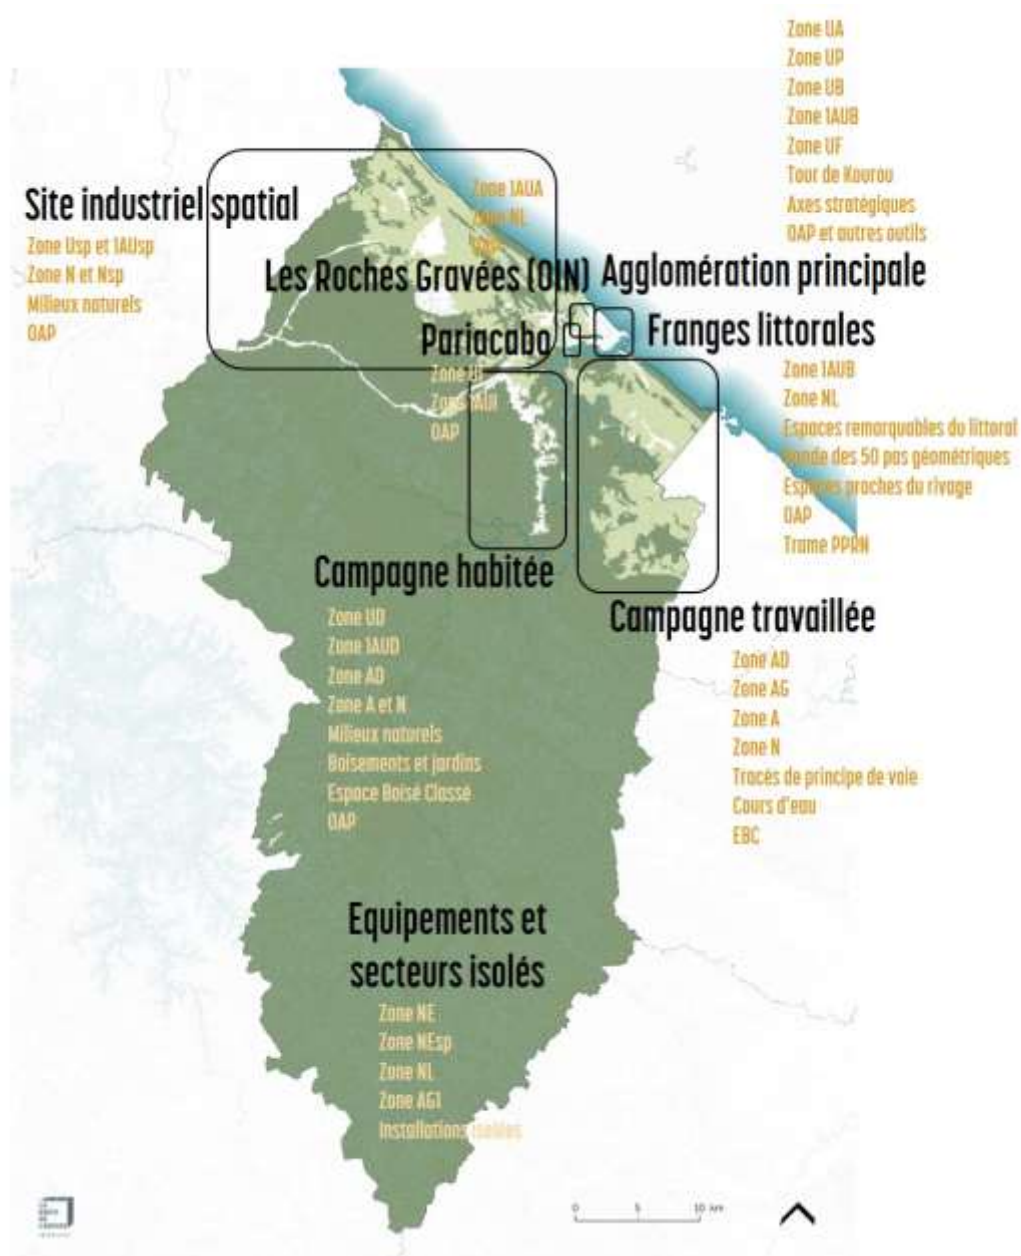 Zone UA
Zone UP
Zone UB
Zone 1AUB
Zone UF
Tour de Kourou
Axes stratégiques
OAP et autres outils
Agglomération principale
Site industriel spatial
Zone Usp et 1AUsp
Zone N et Nsp
Milieux naturels
OAP
Zone 1AUA
Zone NL
Les Roches Gravées (OIN)
Pariacabo
Zone 1AUI
OAP
Franges littorales
Zone 1AUB
Zone NL
Espaces remarquables du littoral
Bande des 50 pas géométriques
Espaces proches du rivage
OAP
Trame PPRN
Campagne habitée
Zone UD
Zone 1AUD
Zone AD
Zone A et N
Milieux naturels
Boisements et jardins
Espace Boisé Classé
OAP
Campagne travaillée
Zone AD
Zone AG
Zone A
Zone N
Tracés de principe de voie
Cours d'eau
EBC
Equipements et
secteurs isolés
Zone NE
Zone NEsp
Zone NL
Zone AG1
Installations isolées
0 5 10 km